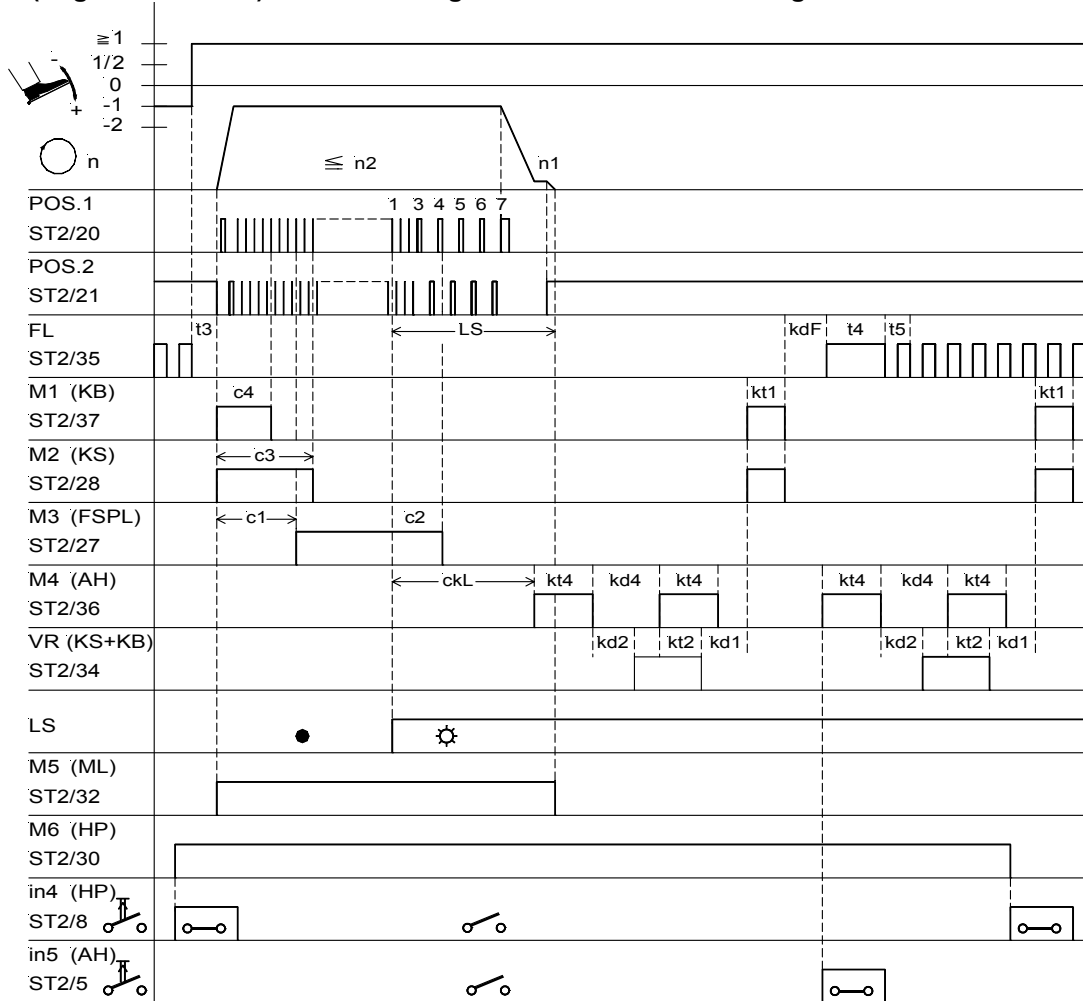 ≧ 1
1/2
0
-1
-2
-
+
n
≦ n2
n1
POS.1
ST2/20
1 3 4 5 6 7
POS.2
ST2/21
FL
ST2/35
t3
LS
kdF
t4
t5
M1 (KB)
ST2/37
c4
kt1
kt1
M2 (KS)
ST2/28
c3
M3 (FSPL)
ST2/27
c1
c2
M4 (AH)
ST2/36
ckL
kt4
kd4
kt4
kt4
kd4
kt4
VR (KS+KB)
ST2/34
kd2
kt2
kd1
kd2
kt2
kd1
LS
M5 (ML)
ST2/32
M6 (HP)
ST2/30
in4 (HP)
ST2/8
in5 (AH)
ST2/5